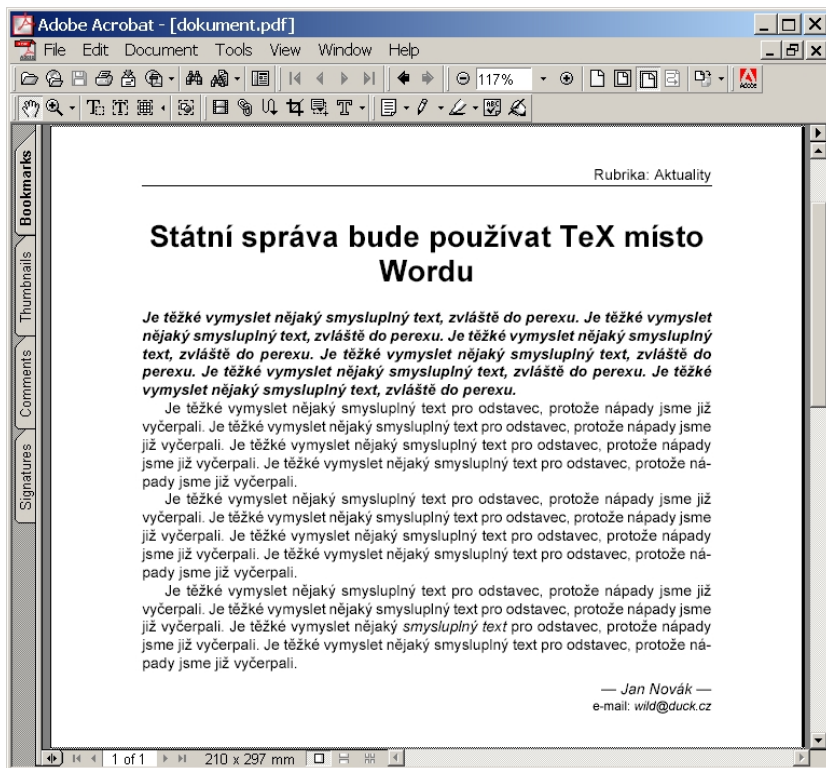 Adobe Acrobat - [dokument.pdf]
File Edit Document Tools View Window Help
117%
Adobe
Bookmarks
Thumbnails
Comments
Signatures
Rubrika: Aktuality
Státní správa bude používat TeX místo
Wordu
Je těžké vymyslet nějaký smysluplný text, zvláště do perexu. Je těžké vymyslet
nějaký smysluplný text, zvláště do perexu. Je těžké vymyslet nějaký smysluplný
text, zvláště do perexu. Je těžké vymyslet nějaký smysluplný text, zvláště do
perexu. Je těžké vymyslet nějaký smysluplný text, zvláště do perexu. Je těžké
vymyslet nějaký smysluplný text, zvláště do perexu.
Je těžké vymyslet nějaký smysluplný text pro odstavec, protože nápady jsme již
vyčerpali. Je těžké vymyslet nějaký smysluplný text pro odstavec, protože nápady jsme
již vyčerpali. Je těžké vymyslet nějaký smysluplný text pro odstavec, protože nápady
jsme již vyčerpali. Je těžké vymyslet nějaký smysluplný text pro odstavec, protože ná-
pady jsme již vyčerpali.
Je těžké vymyslet nějaký smysluplný text pro odstavec, protože nápady jsme již
vyčerpali. Je těžké vymyslet nějaký smysluplný text pro odstavec, protože nápady jsme
již vyčerpali. Je těžké vymyslet nějaký smysluplný text pro odstavec, protože nápady
jsme již vyčerpali. Je těžké vymyslet nějaký smysluplný text pro odstavec, protože ná-
pady jsme již vyčerpali.
Je těžké vymyslet nějaký smysluplný text pro odstavec, protože nápady jsme již
vyčerpali. Je těžké vymyslet nějaký smysluplný text pro odstavec, protože nápady jsme
již vyčerpali. Je těžké vymyslet nějaký smysluplný text pro odstavec, protože nápady
jsme již vyčerpali. Je těžké vymyslet nějaký smysluplný text pro odstavec, protože ná-
pady jsme již vyčerpali.
— Jan Novák —
e-mail: wild@duck.cz
1 of 1 210 x 297 mm